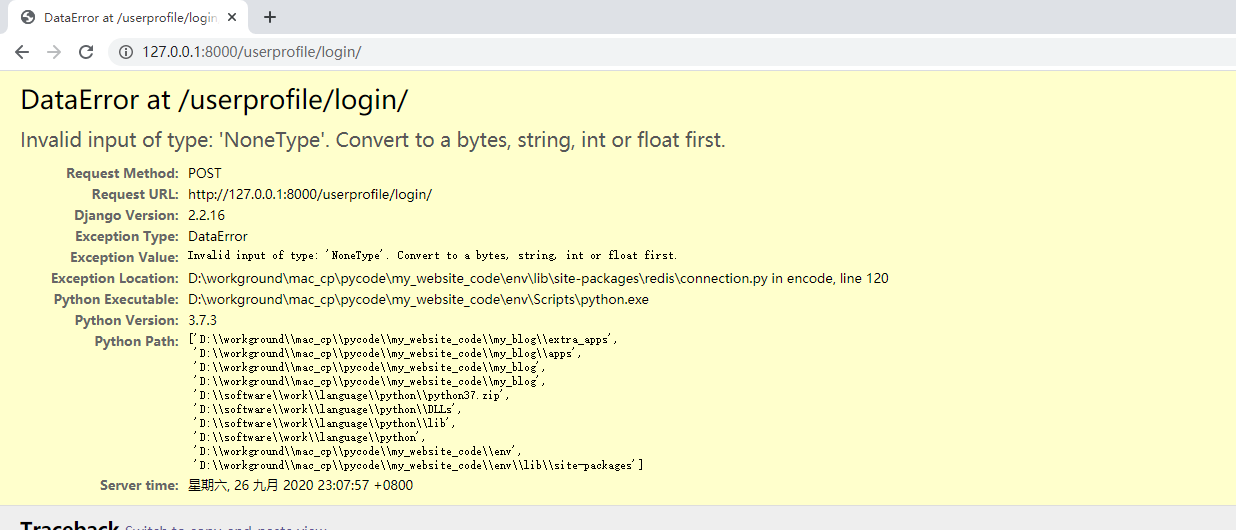 DataError at /userprofile/login
127.0.0.1:8000/userprofile/login/
DataError at /userprofile/login/
Invalid input of type: 'NoneType'. Convert to a bytes, string, int or float first.
Request Method: POST
Request URL: http://127.0.0.1:8000/userprofile/login/
Django Version: 2.2.16
Exception Type: DataError
Exception Value: Invalid input of type: 'NoneType'. Convert to a bytes, string, int or float first.
Exception Location: D:\workground\mac_cp\pycode\my_website_code\env\lib\site-packages\redis\connection.py in encode, line 120
Python Executable: D:\workground\mac_cp\pycode\my_website_code\env\Scripts\python.exe
Python Version: 3.7.3
Python Path: ['D:\\workground\\mac_cp\\pycode\\my_website_code\\my_blog\\extra_apps',
'D:\\workground\\mac_cp\\pycode\\my_website_code\\my_blog\\apps',
'D:\\workground\\mac_cp\\pycode\\my_website_code\\my_blog',
'D:\\workground\\mac_cp\\pycode\\my_website_code\\my_blog',
'D:\\software\\work\\language\\python\\python37.zip',
'D:\\software\\work\\language\\python\\DLLs',
'D:\\software\\work\\language\\python\\lib',
'D:\\software\\work\\language\\python',
'D:\\workground\\mac_cp\\pycode\\my_website_code\\env',
'D:\\workground\\mac_cp\\pycode\\my_website_code\\env\\lib\\site-packages']
Server time: 星期六, 26 九月 2020 23:07:57 +0800
Traceback Switch to copy-and-paste view